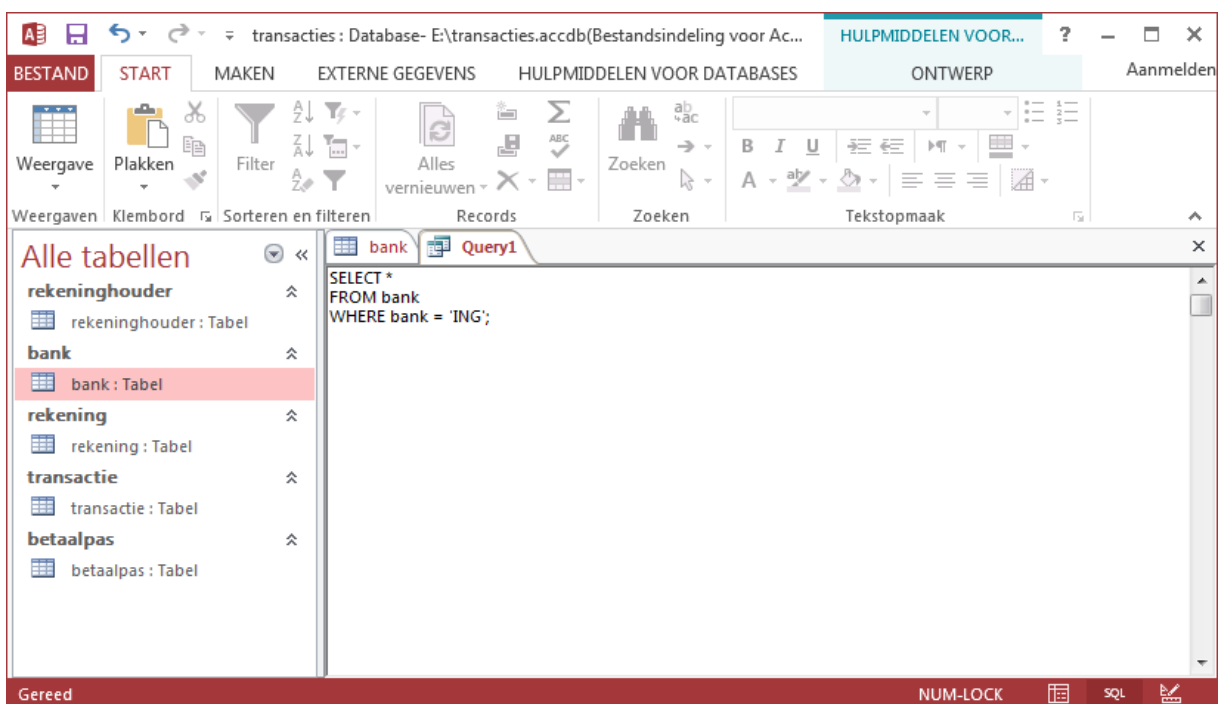 transacties : Database- E:\transacties.accdb(Bestandsindeling voor Ac...
HULPMIDDELEN VOOR...
?
BESTAND START MAKEN EXTERNE GEGEVENS HULPMIDDELEN VOOR DATABASES ONTWERP Aanmelden
Weergave
Plakken
Filter
Alles
vernieuwen
Zoeken
B I U
A
Weergaven Klembord Sorteren en filteren Records Zoeken Tekstopmaak
Alle tabellen
rekeninghouder
rekeninghouder : Tabel
bank
bank : Tabel
rekening
rekening : Tabel
transactie
transactie : Tabel
betaalpas
betaalpas : Tabel
bank Query1
SELECT *
FROM bank
WHERE bank = 'ING';
Gereed NUM-LOCK SQL